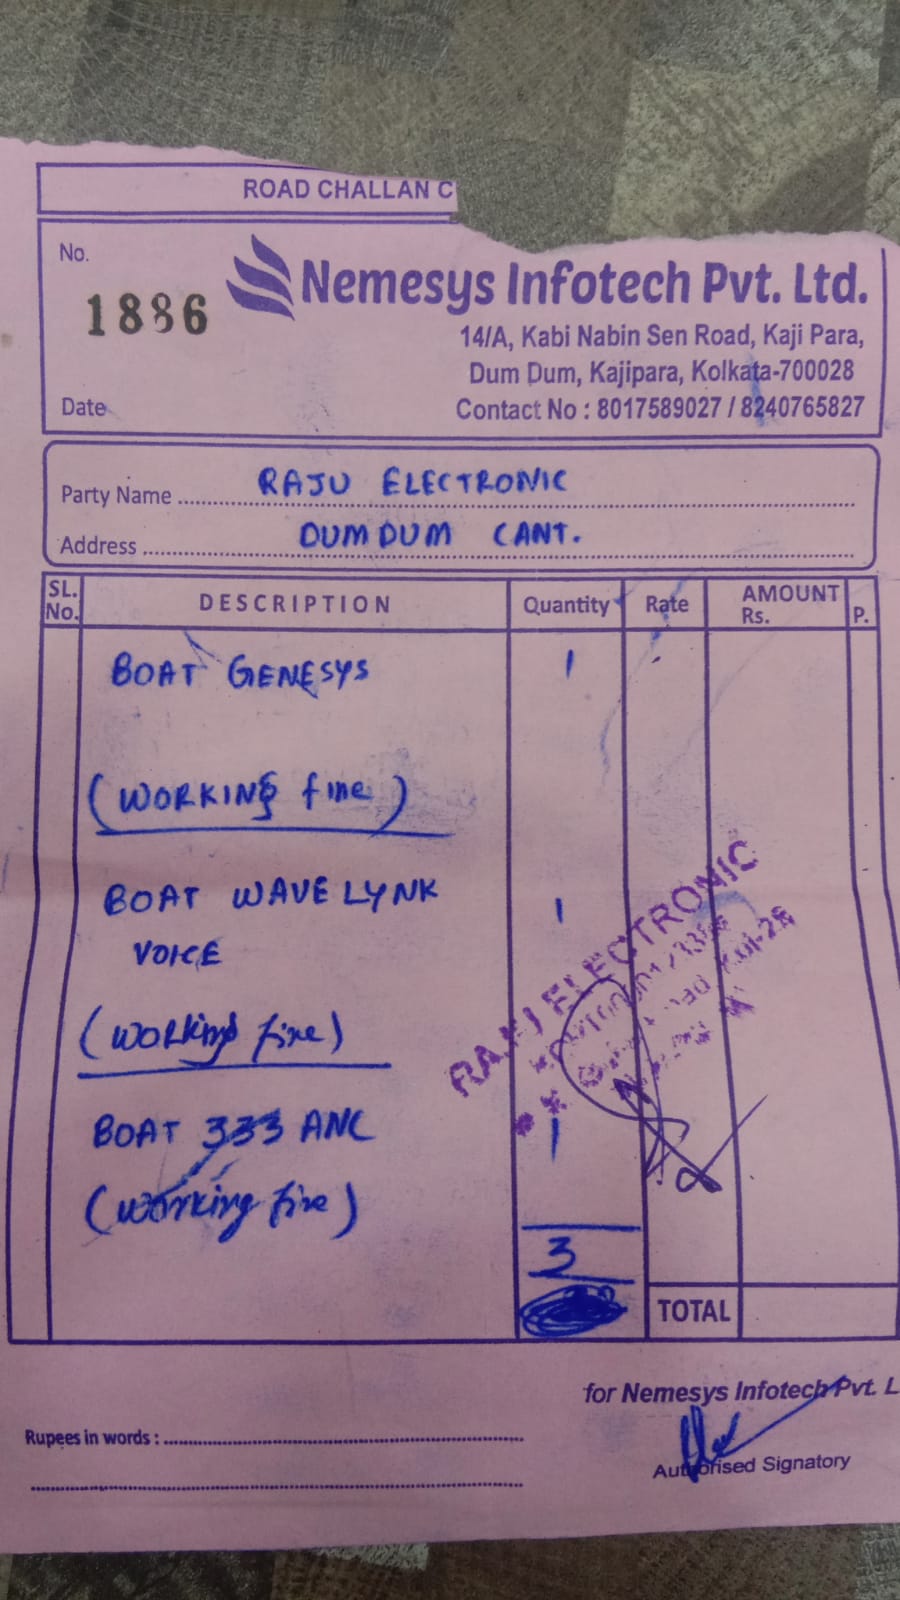 ROAD CHALLAN C
No.
1886
Nemesys Infotech Pvt. Ltd.
14/A, Kabi Nabin Sen Road, Kaji Para,
Dum Dum, Kajipara, Kolkata-700028
Date
Contact No : 8017589027 / 8240765827
Party Name RAJU ELECTRONIC
Address DUMDUM CANT.
SL. No. DESCRIPTION Quantity Rate AMOUNT Rs. P.
BOAT GENESYS 1
(WORKING fine)
BOAT WAVE LYNK 1
VOICE
(Working fine)
RAJU ELECTRONIC
BOAT 333 ANC 1
(Working fine)
3
TOTAL
for Nemesys Infotech Pvt. L
Rupees in words :
Authorised Signatory